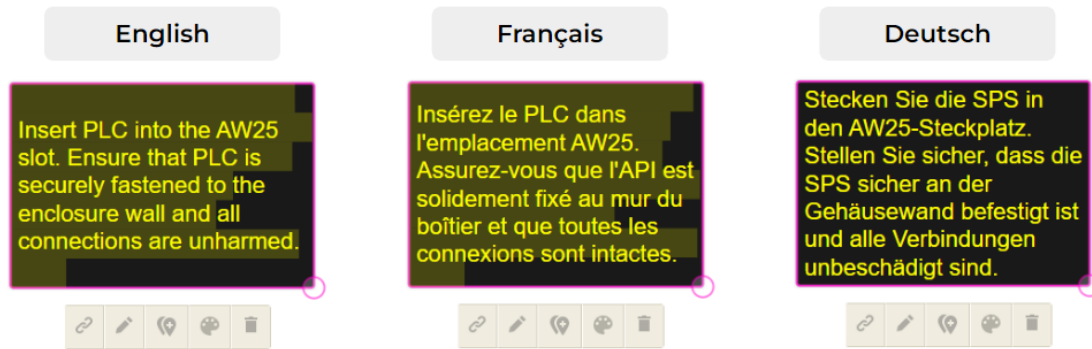 English
Insert PLC into the AW25
slot. Ensure that PLC is
securely fastened to the
enclosure wall and all
connections are unharmed.
Français
Insérez le PLC dans
l'emplacement AW25.
Assurez-vous que l'API est
solidement fixé au mur du
boîtier et que toutes les
connexions sont intactes.
Deutsch
Stecken Sie die SPS in
den AW25-Steckplatz.
Stellen Sie sicher, dass die
SPS sicher an der
Gehäusewand befestigt ist
und alle Verbindungen
unbeschädigt sind.